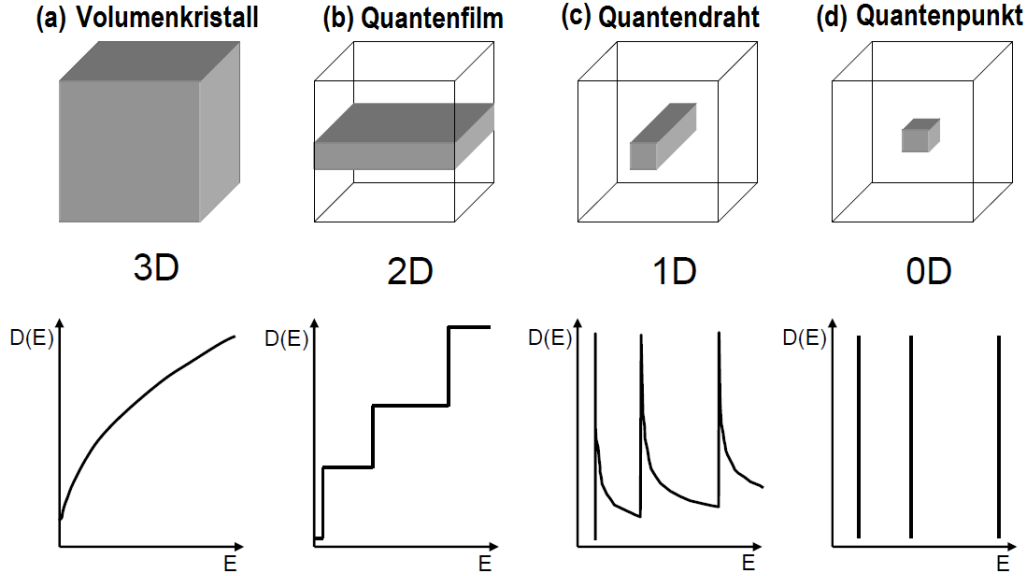 (a) Volumenkristall (b) Quantenfilm (c) Quantendraht (d) Quantenpunkt
3D 2D 1D 0D
D(E) D(E) D(E) D(E)
E E E E